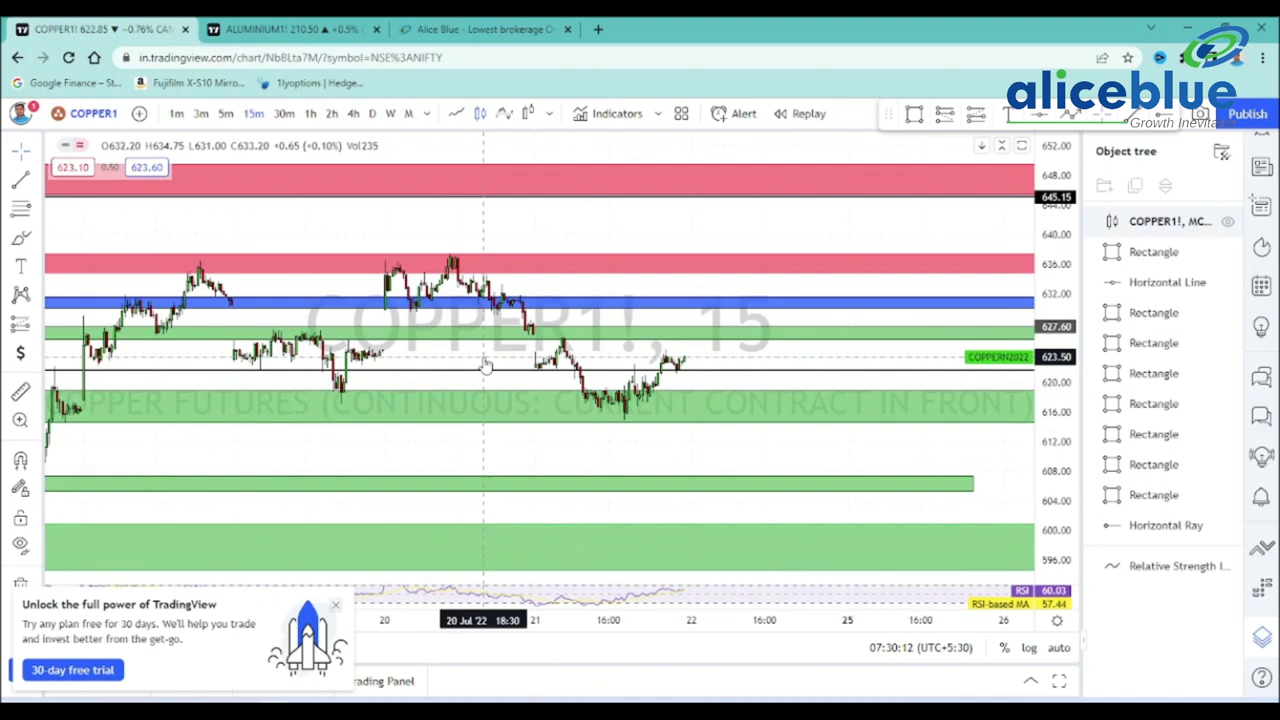 COPPER1! 622.85 ▼ −0.76% CAN
ALUMINIUM1! 210.50 ▲ +0.5%
Alice Blue - Lowest brokerage
in.tradingview.com/chart/NbBLta7M/?symbol=NSE%3ANIFTY
Google Finance – St...
Fujifilm X-S10 Mirro...
1lyoptions | Hedge...
aliceblue
Growth Inevita
1
COPPER1
1m 3m 5m 15m 30m 1h 2h 4h D W M
Indicators
Alert
Replay
Publish
O632.20 H634.75 L631.00 C633.20 +0.65 (+0.10%) Vol235
623.10 0.50 623.60
COPPER1!, 15
COPPER FUTURES (CONTINUOUS: CURRENT CONTRACT IN FRONT)
652.00
648.00
645.15
644.00
640.00
636.00
632.00
627.60
COPPERN2022 623.50
620.00
616.00
612.00
608.00
604.00
600.00
596.00
RSI 60.03
RSI-based MA 57.44
20
20 Jul '22 18:30
21
16:00
22
16:00
25
16:00
26
07:30:12 (UTC+5:30)
% log auto
Object tree
COPPER1!, MC...
Rectangle
Horizontal Line
Rectangle
Rectangle
Rectangle
Rectangle
Rectangle
Rectangle
Rectangle
Horizontal Ray
Relative Strength I...
Unlock the full power of TradingView
Try any plan free for 30 days. We'll help you trade
and invest better from the get-go.
30-day free trial
rading Panel